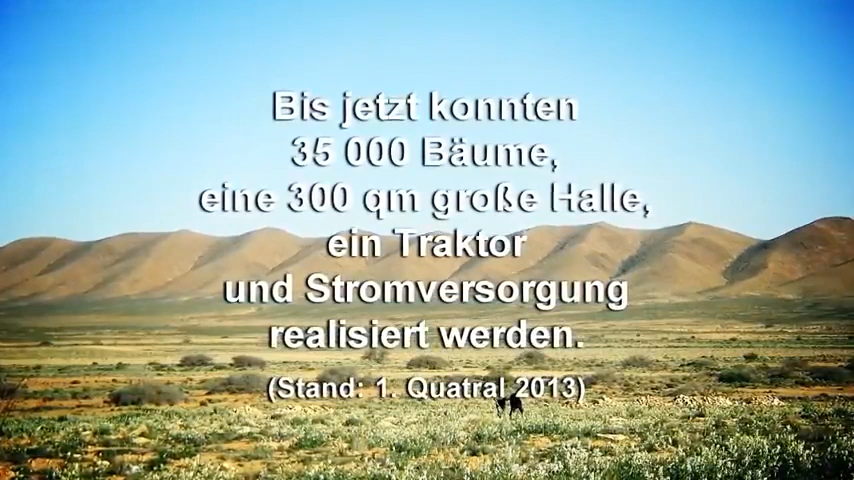 Bis jetzt konnten
35 000 Bäume,
eine 300 qm große Halle,
ein Traktor
und Stromversorgung
realisiert werden.
(Stand: 1. Quatral 2013)